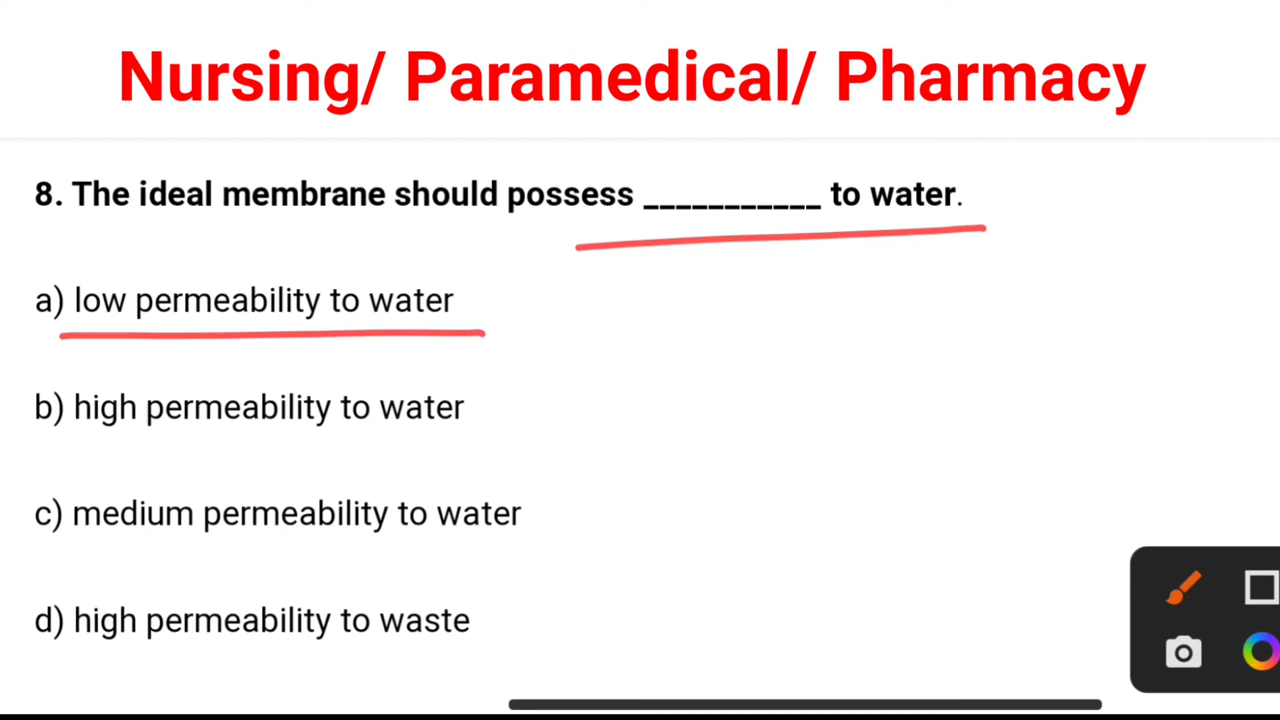 Nursing/ Paramedical/ Pharmacy
8. The ideal membrane should possess ___________ to water.
a) low permeability to water
b) high permeability to water
c) medium permeability to water
d) high permeability to waste